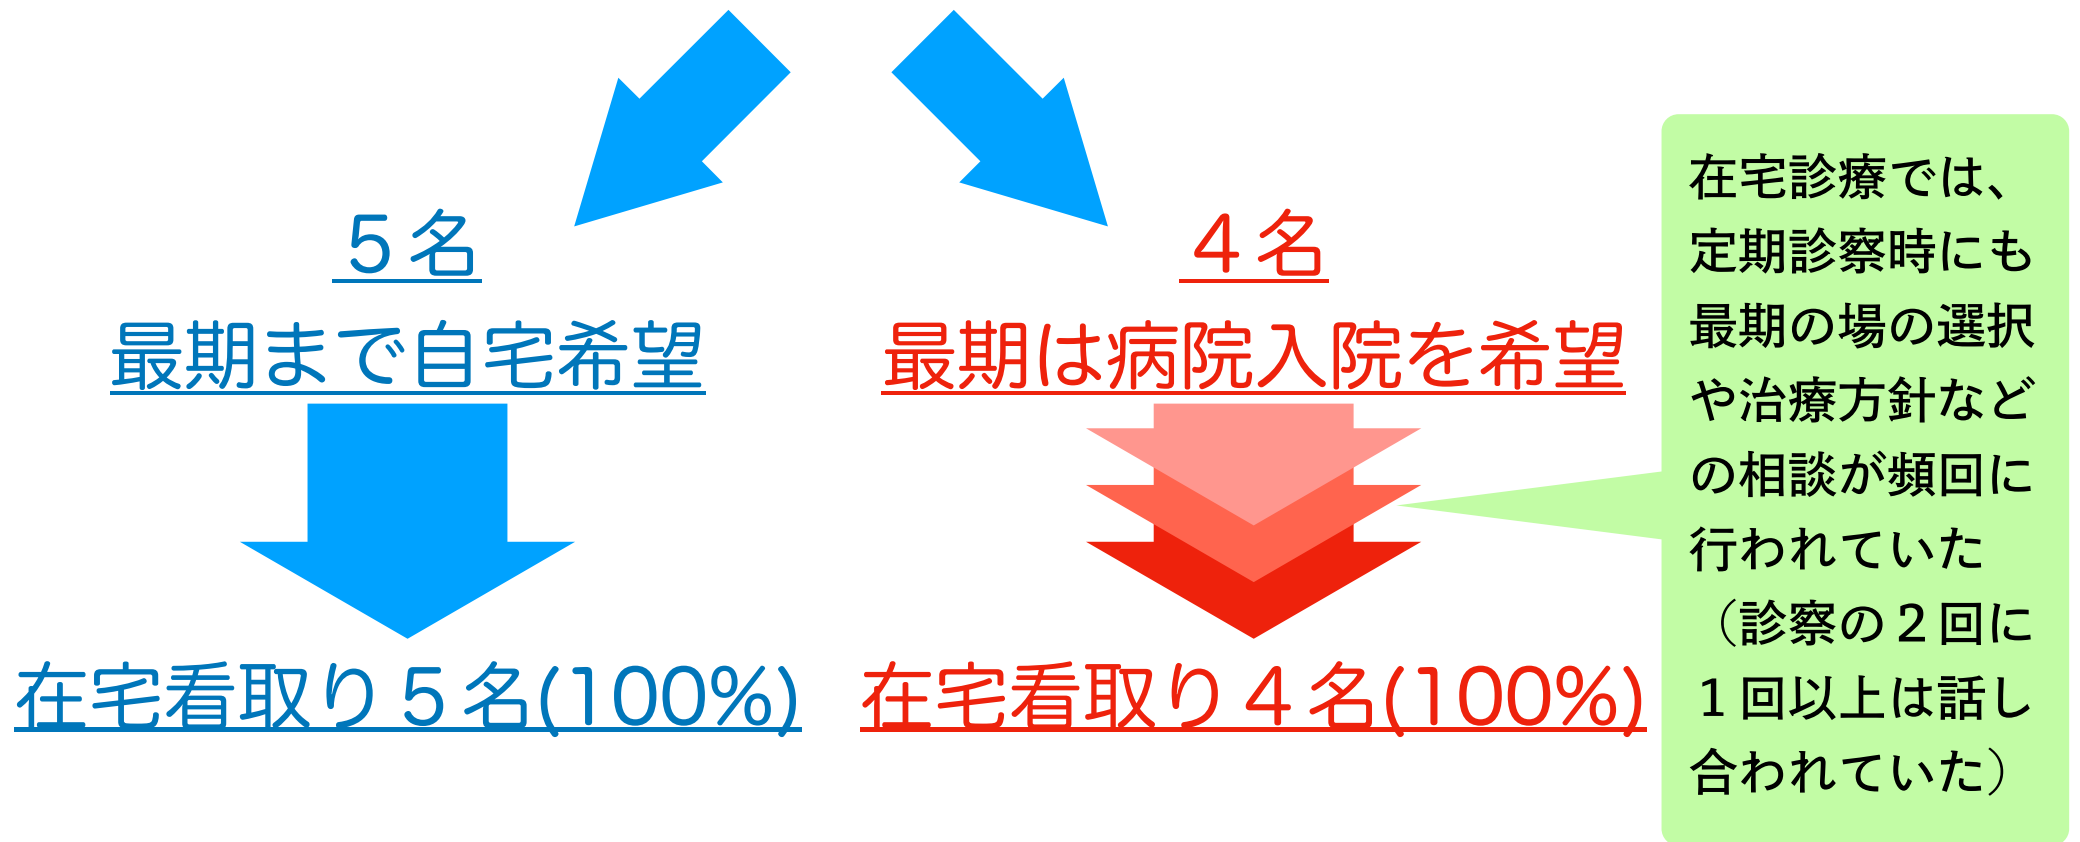 ５名
最期まで自宅希望
在宅看取り５名(100%)
４名
最期は病院入院を希望
在宅看取り４名(100%)
在宅診療では、
定期診察時にも
最期の場の選択
や治療方針など
の相談が頻回に
行われていた
（診察の２回に
１回以上は話し
合われていた）